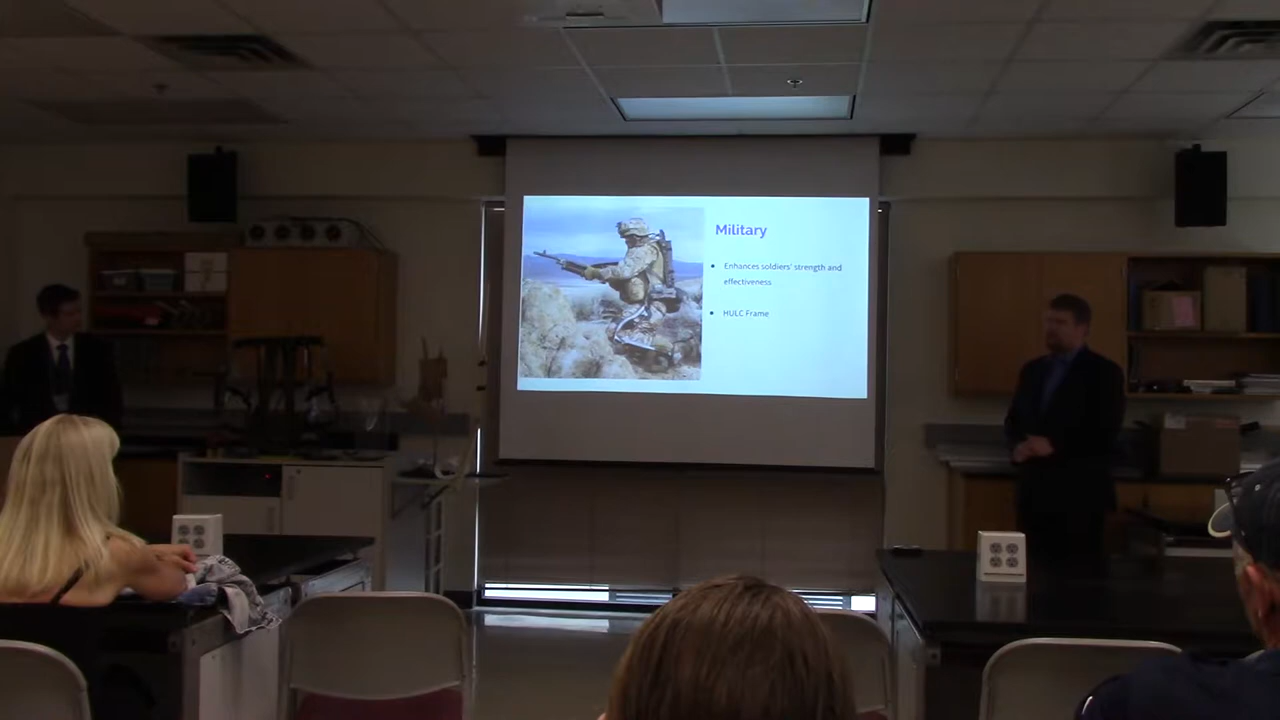 Military
• Enhances soldiers' strength and
effectiveness
• HULC Frame